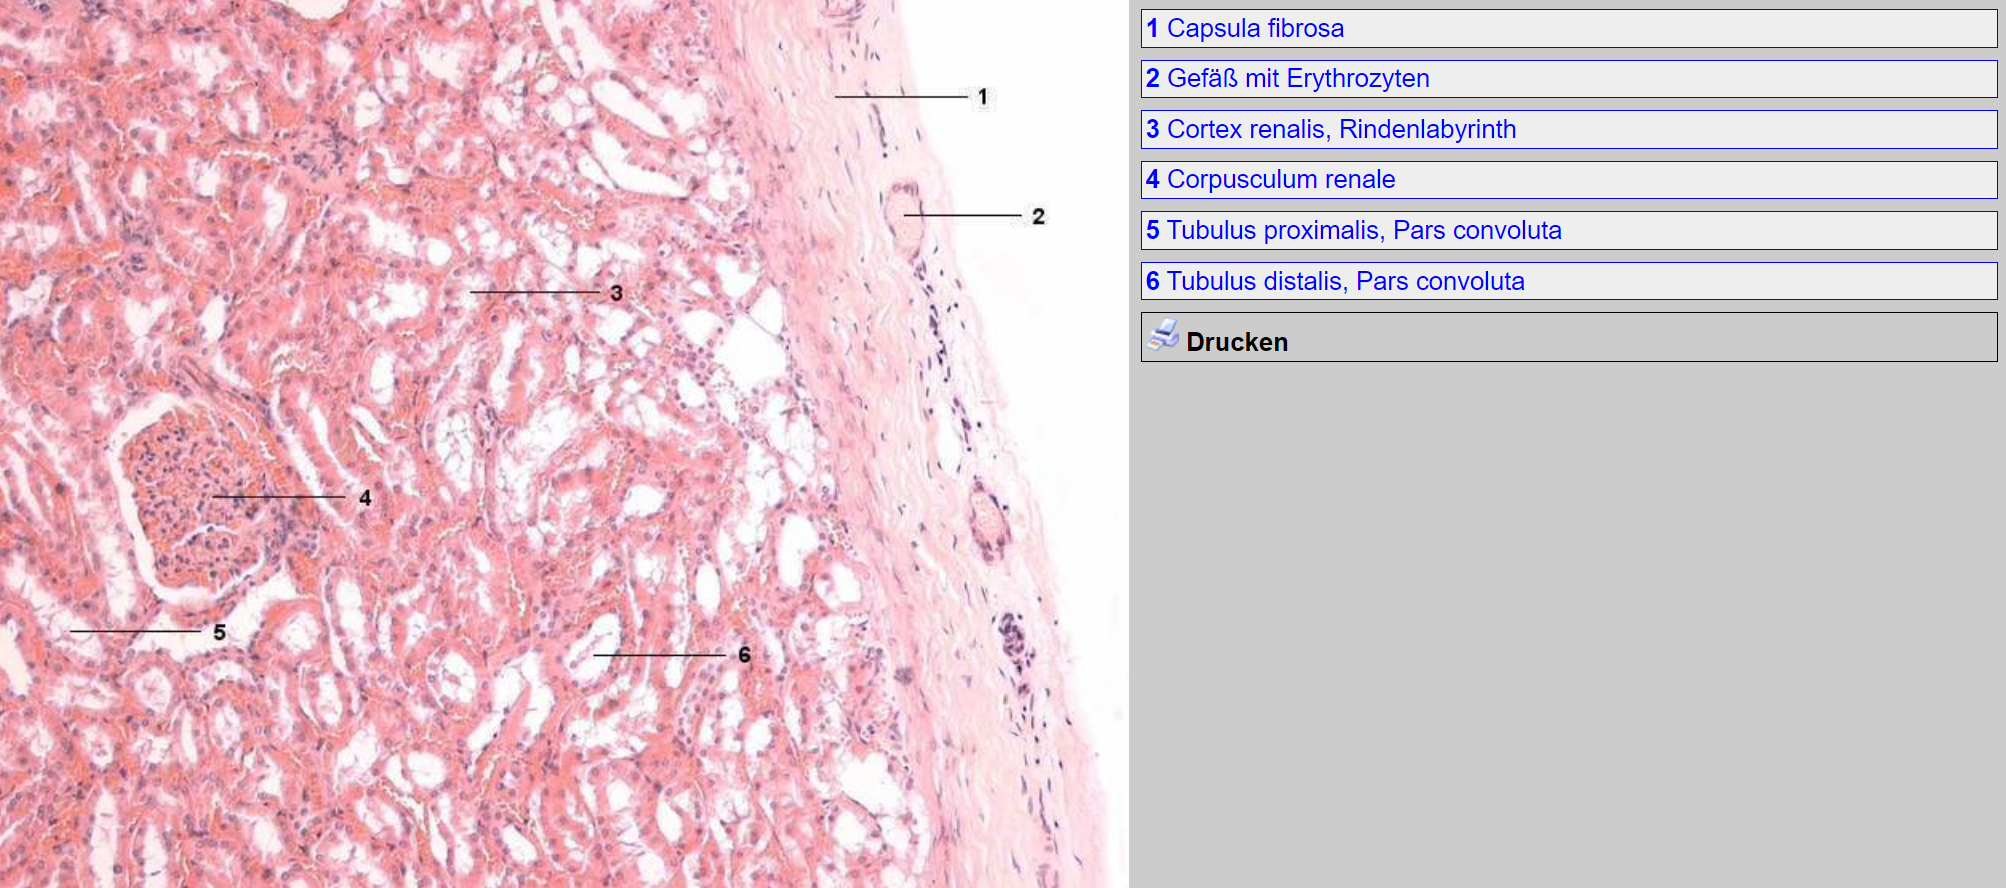 1
2
3
4
5
6
1 Capsula fibrosa
2 Gefäß mit Erythrozyten
3 Cortex renalis, Rindenlabyrinth
4 Corpusculum renale
5 Tubulus proximalis, Pars convoluta
6 Tubulus distalis, Pars convoluta
Drucken